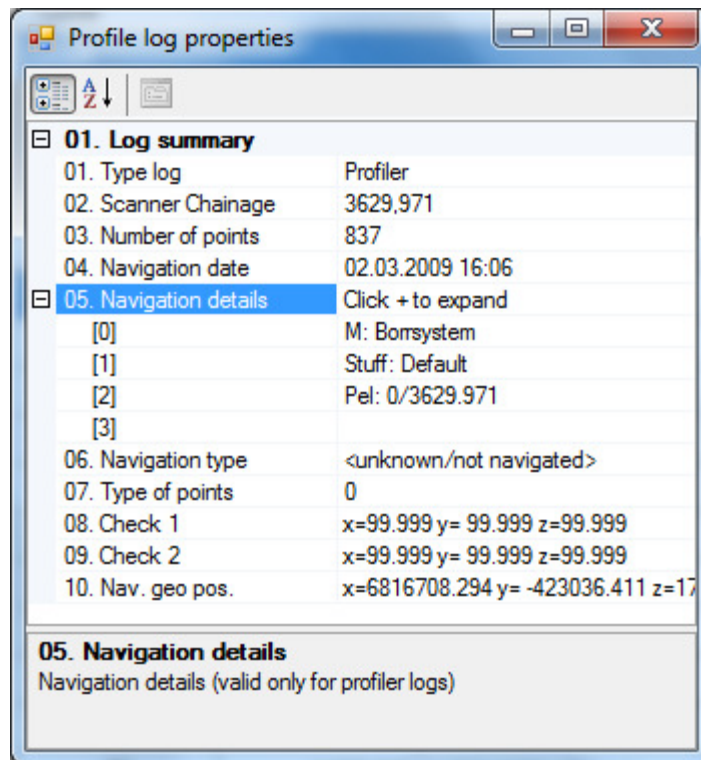 Profile log properties
01. Log summary
01. Type log Profiler
02. Scanner Chainage 3629,971
03. Number of points 837
04. Navigation date 02.03.2009 16:06
05. Navigation details Click + to expand
[0] M: Borrsystem
[1] Stuff: Default
[2] Pel: 0/3629.971
[3]
06. Navigation type <unknown/not navigated>
07. Type of points 0
08. Check 1 x=99.999 y= 99.999 z=99.999
09. Check 2 x=99.999 y= 99.999 z=99.999
10. Nav. geo pos. x=6816708.294 y= -423036.411 z=17
05. Navigation details
Navigation details (valid only for profiler logs)